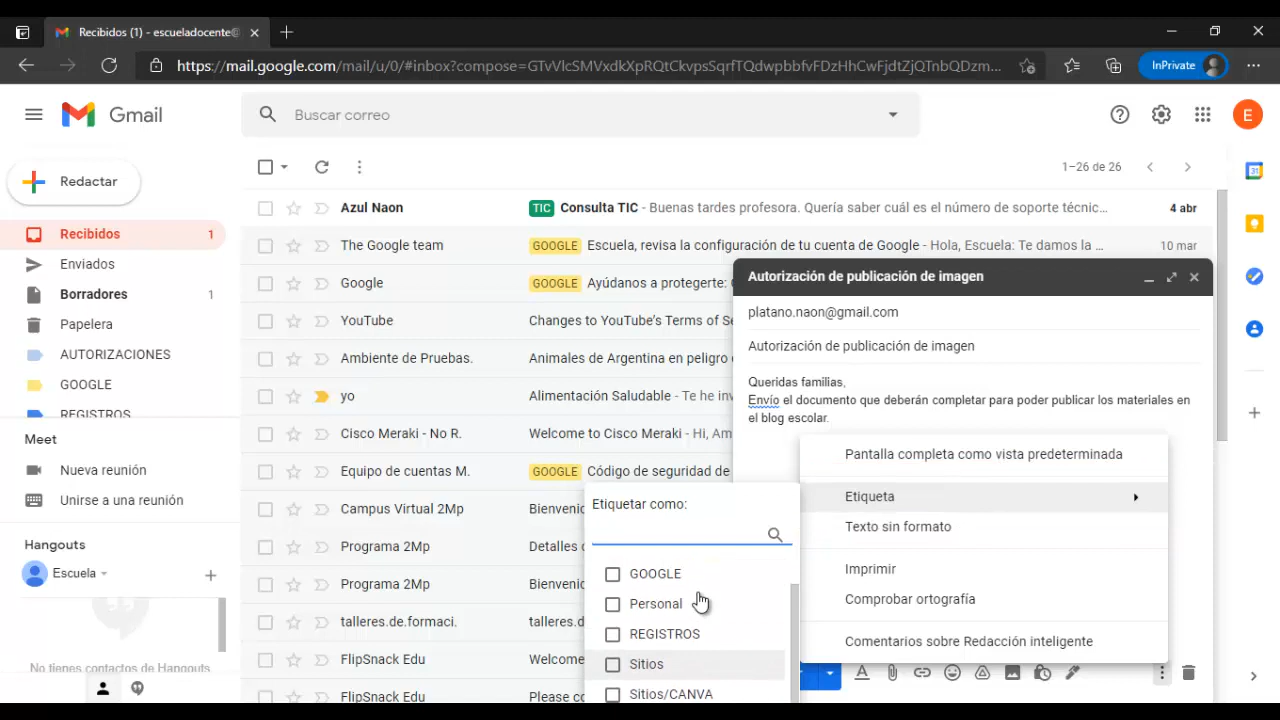 Recibidos (1) - escueladocente@
https://mail.google.com/mail/u/0/#inbox?compose=GTvVlcSMVxdkXpRQtCkvpsSqrfTQdwpbbfvFDzHhCwFjdtZjQTnbQDzm...
InPrivate
Gmail
Buscar correo
E
Redactar
1–26 de 26
Recibidos 1
Enviados
Borradores 1
Papelera
AUTORIZACIONES
GOOGLE
REGISTROS
Meet
Nueva reunión
Unirse a una reunión
Hangouts
Escuela
No tienes contactos de Hangouts
Azul Naon TIC Consulta TIC - Buenas tardes profesora. Quería saber cuál es el número de soporte técnic... 4 abr
The Google team GOOGLE Escuela, revisa la configuración de tu cuenta de Google - Hola, Escuela: Te damos la ... 10 mar
Google GOOGLE Ayúdanos a protegerte:
YouTube Changes to YouTube's Terms of Se
Ambiente de Pruebas. Animales de Argentina en peligro
yo Alimentación Saludable - Te he inv
Cisco Meraki - No R. Welcome to Cisco Meraki - Hi, Am
Equipo de cuentas M. GOOGLE Código de seguridad de
Campus Virtual 2Mp Bienveni
Programa 2Mp Detalles
Programa 2Mp Bienveni
talleres.de.formaci. talleres.d
FlipSnack Edu Welcome
FlipSnack Edu Please co
Autorización de publicación de imagen
platano.naon@gmail.com
Autorización de publicación de imagen
Queridas familias,
Envío el documento que deberán completar para poder publicar los materiales en
el blog escolar.
Pantalla completa como vista predeterminada
Etiqueta
Texto sin formato
Imprimir
Comprobar ortografía
Comentarios sobre Redacción inteligente
Etiquetar como:
GOOGLE
Personal
REGISTROS
Sitios
Sitios/CANVA
31